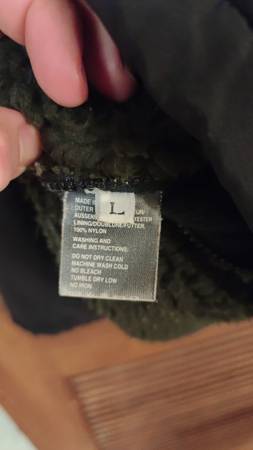 L
MADE I
OUTER
AUSSEN YESTER
LINING/DOUBLURE/FUTTER:
100% NYLON
WASHING AND
CARE INSTRUCTIONS:
DO NOT DRY CLEAN
MACHINE WASH COLD
NO BLEACH
TUMBLE DRY LOW
NO IRON